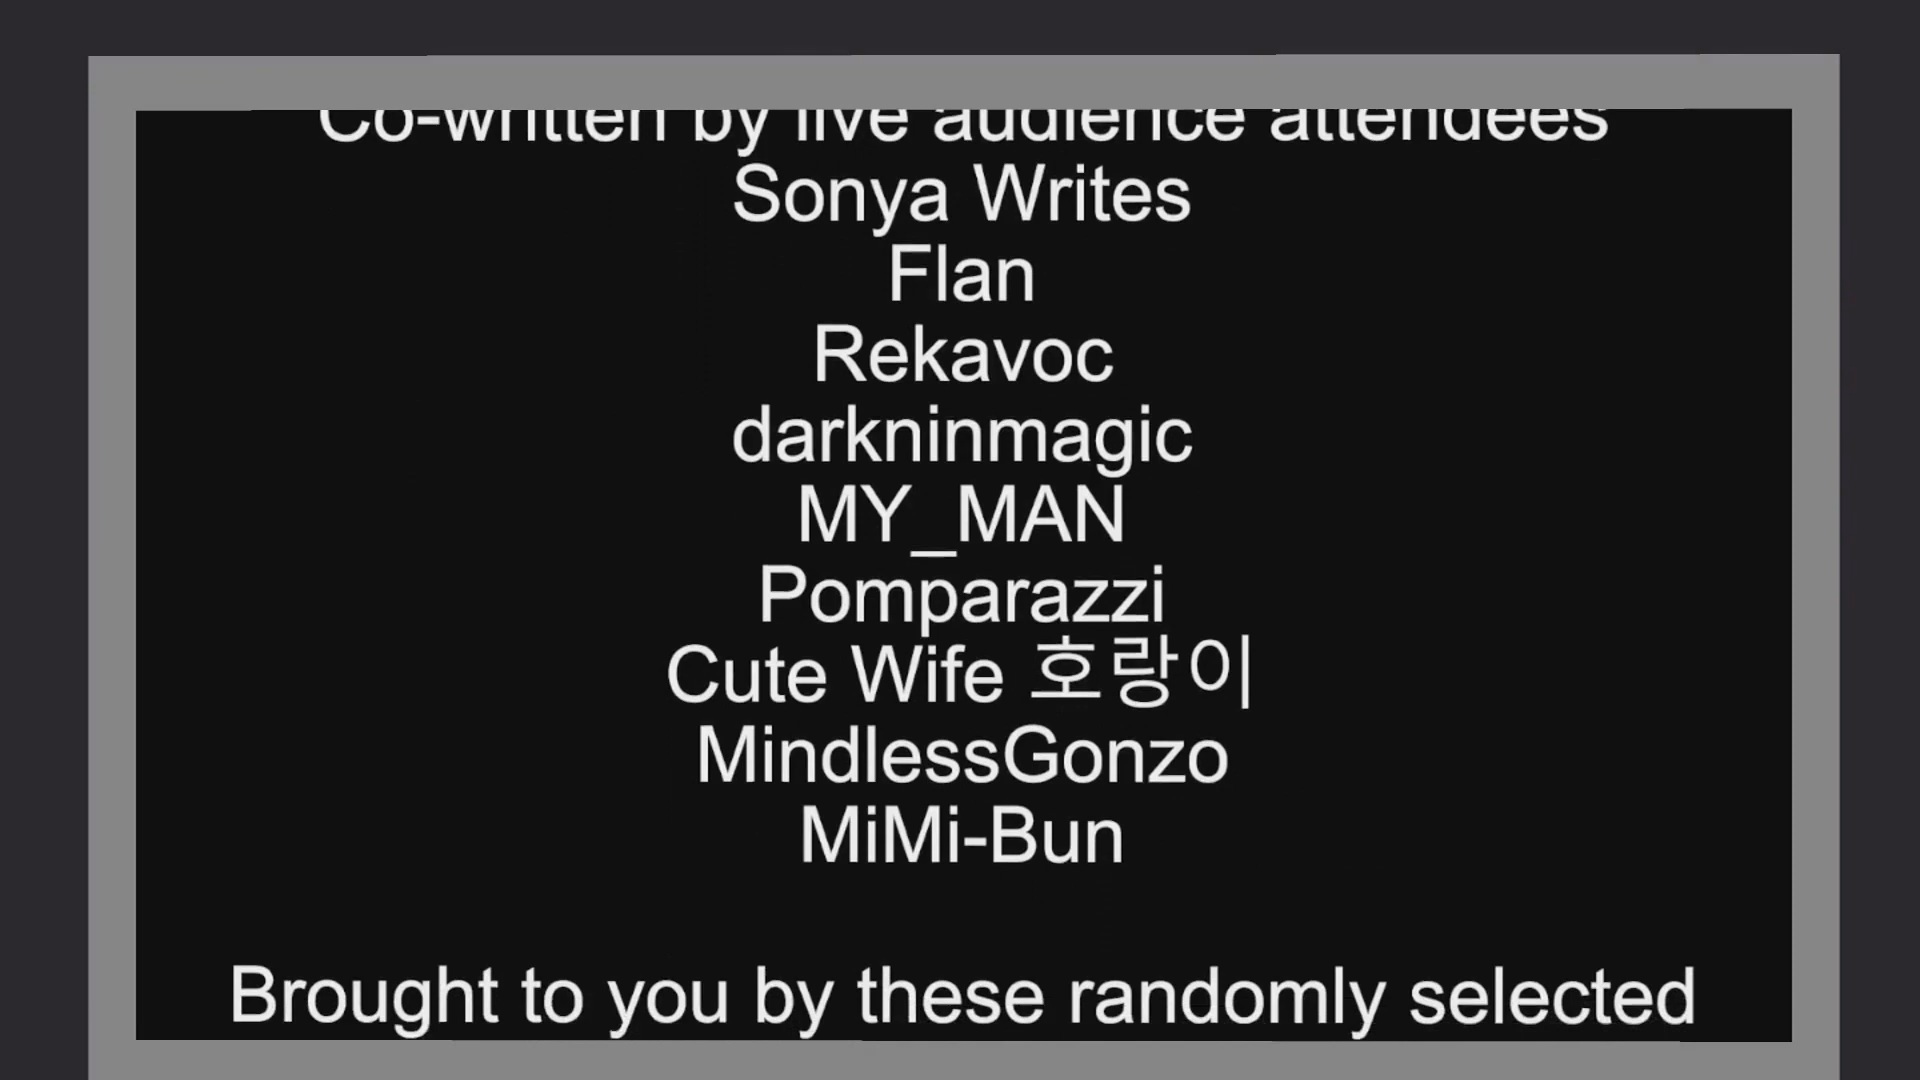 Co-written by live audience attendees
Sonya Writes
Flan
Rekavoc
darkninmagic
MY_MAN
Pomparazzi
Cute Wife 호랑이
MindlessGonzo
MiMi-Bun
Brought to you by these randomly selected